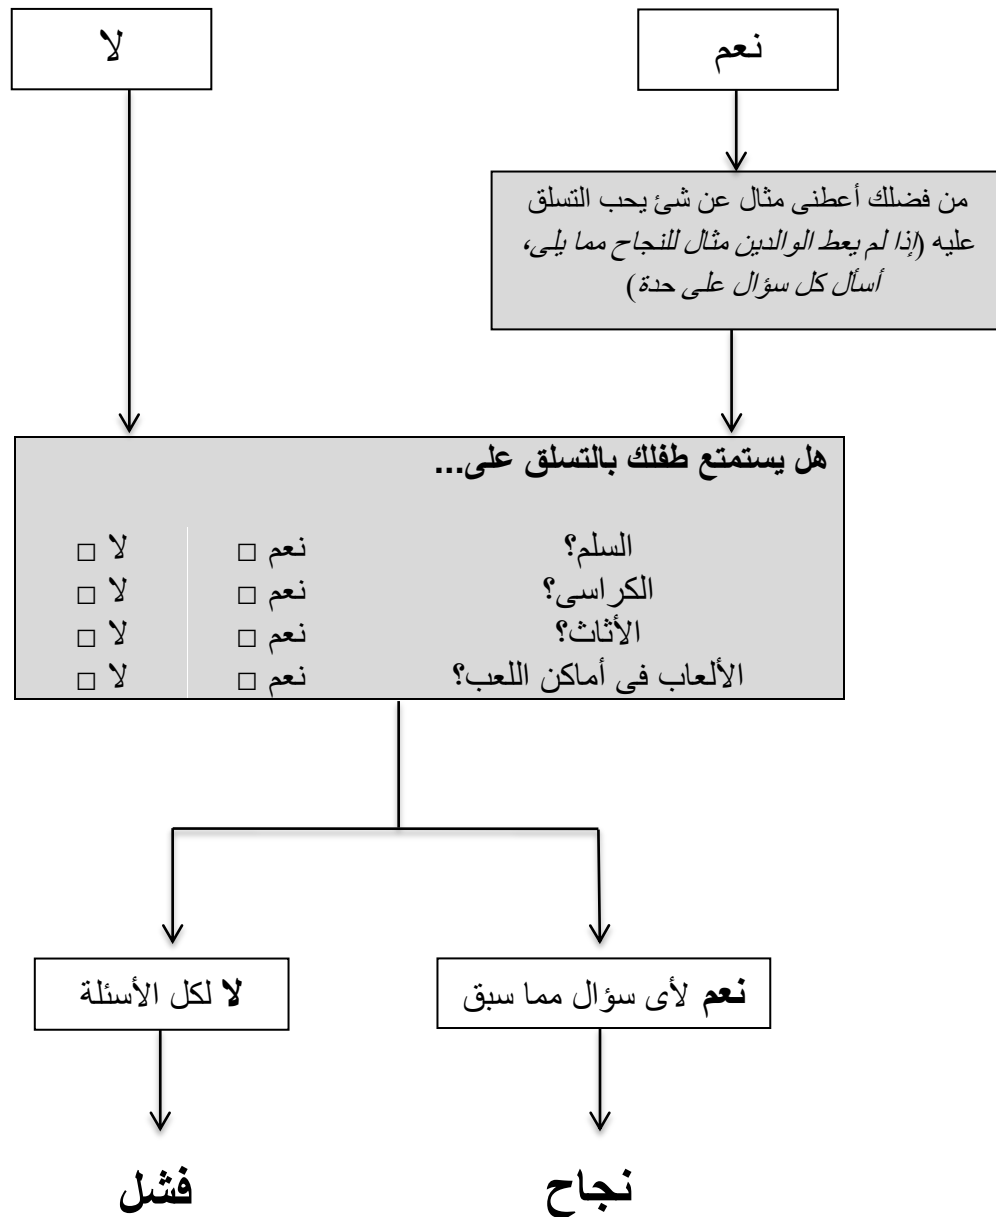 نعم
لا
من فضلك أعطنى مثال عن شئ يحب التسلق
عليه (إذا لم يعط الوالدين مثال للنجاح مما يلى،
أسأل كل سؤال على حدة)
هل يستمتع طفلك بالتسلق على...
السلم؟ نعم □ لا □
الكراسى؟ نعم □ لا □
الأثاث؟ نعم □ لا □
الألعاب فى أماكن اللعب؟ نعم □ لا □
نعم لأى سؤال مما سبق
لا لكل الأسئلة
نجاح
فشل